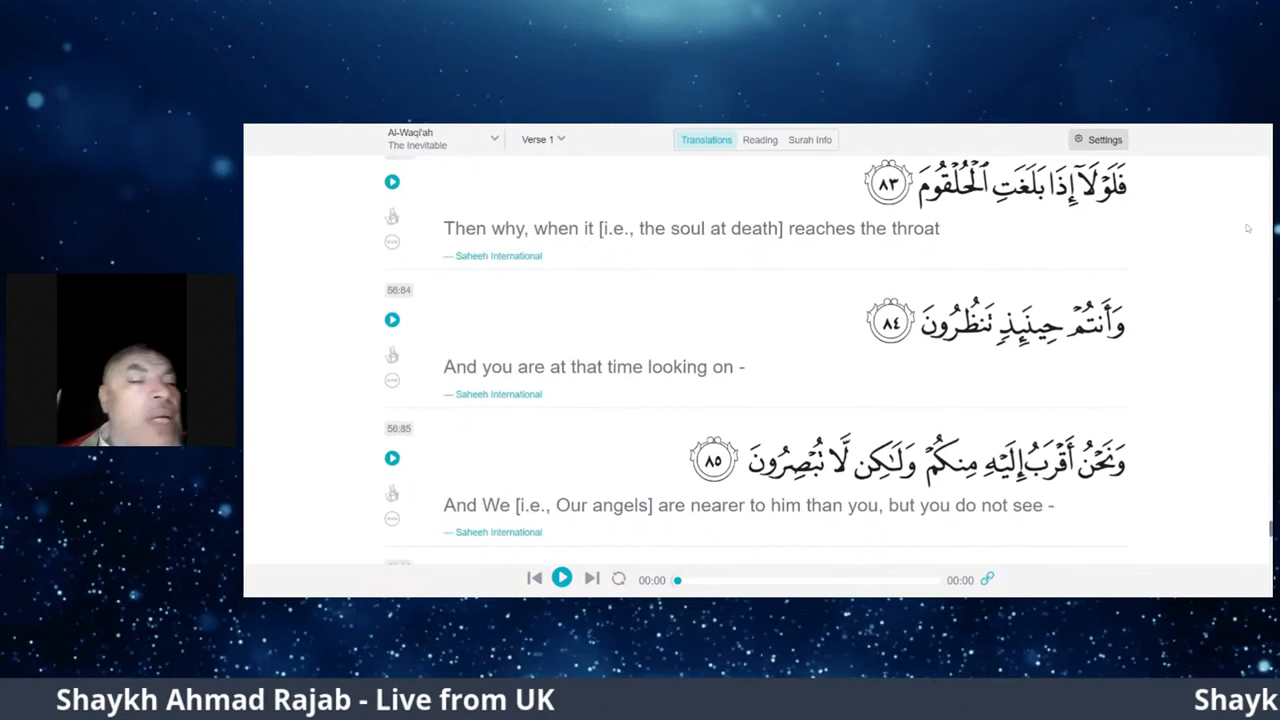 Al-Waqi'ah
The Inevitable
Verse 1
Translations Reading Surah Info
Settings
فَلَوْلَآ إِذَا بَلَغَتِ ٱلْحُلْقُومَ ٨٣
Then why, when it [i.e., the soul at death] reaches the throat
— Saheeh International
56:84
وَأَنتُمْ حِينَئِذٍ تَنظُرُونَ ٨٤
And you are at that time looking on -
— Saheeh International
56:85
وَنَحْنُ أَقْرَبُ إِلَيْهِ مِنكُمْ وَلَـٰكِن لَّا تُبْصِرُونَ ٨٥
And We [i.e., Our angels] are nearer to him than you, but you do not see -
— Saheeh International
00:00 00:00
Shaykh Ahmad Rajab - Live from UK Shayk